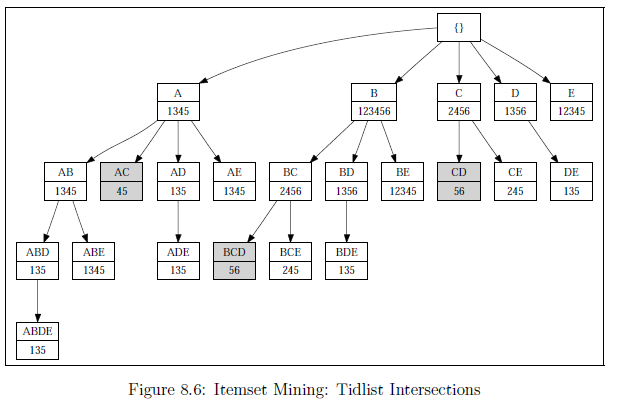 {}
A B C D E
1345 123456 2456 1356 12345
AB AC AD AE BC BD BE CD CE DE
1345 45 135 1345 2456 1356 12345 56 245 135
ABD ABE ADE BCD BCE BDE
135 1345 135 56 245 135
ABDE
135
Figure 8.6: Itemset Mining: Tidlist Intersections